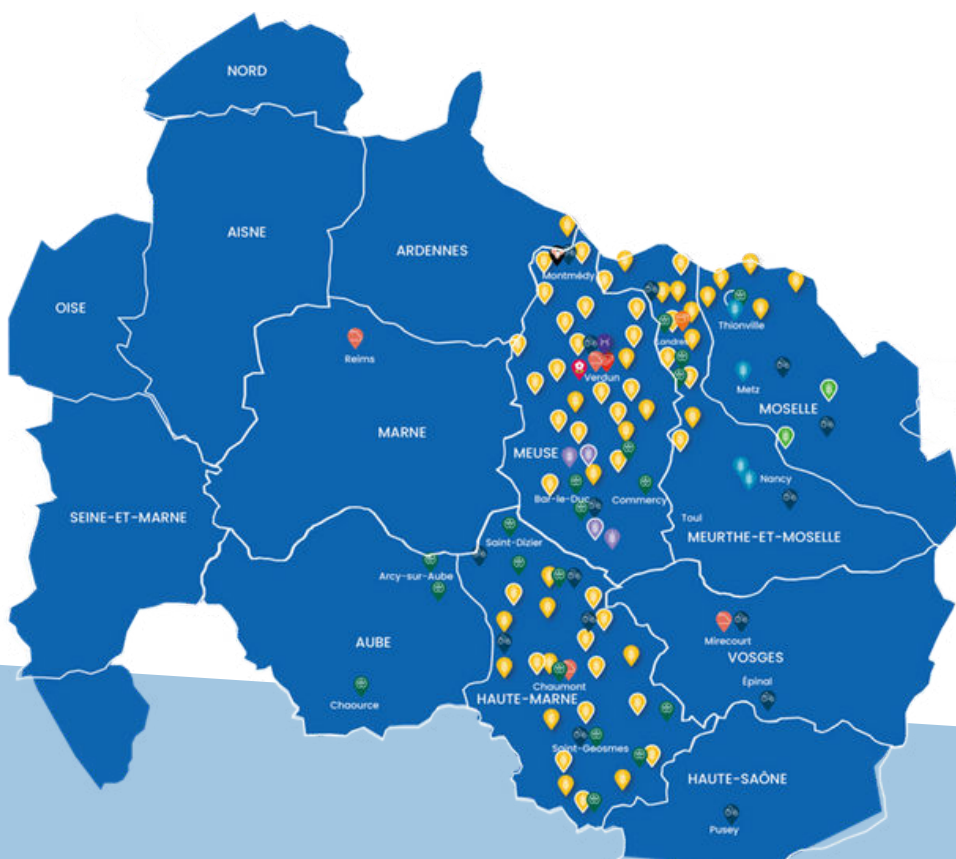 NORD
AISNE
ARDENNES
OISE
Montmédy
Thionville
Landres
Reims
Verdun
Metz
MOSELLE
MARNE
MEUSE
Nancy
Bar-le-Duc
Commercy
SEINE-ET-MARNE
Toul
MEURTHE-ET-MOSELLE
Saint-Dizier
Arcy-sur-Aube
Mirecourt
AUBE
VOSGES
Épinal
Chaumont
HAUTE-MARNE
Chaource
Saint-Geosmes
HAUTE-SAÔNE
Pusey